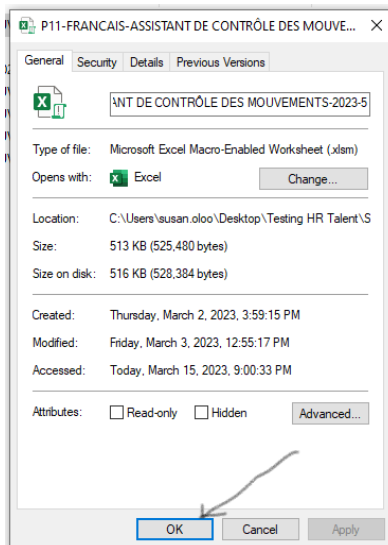 P11-FRANCAIS-ASSISTANT DE CONTRÔLE DES MOUVE...
General Security Details Previous Versions
ANT DE CONTRÔLE DES MOUVEMENTS-2023-5
Type of file: Microsoft Excel Macro-Enabled Worksheet (.xlsm)
Opens with: Excel Change...
Location: C:\Users\susan.oloo\Desktop\Testing HR Talent\S
Size: 513 KB (525,480 bytes)
Size on disk: 516 KB (528,384 bytes)
Created: Thursday, March 2, 2023, 3:59:15 PM
Modified: Friday, March 3, 2023, 12:55:17 PM
Accessed: Today, March 15, 2023, 9:00:33 PM
Attributes: Read-only Hidden Advanced...
OK Cancel Apply